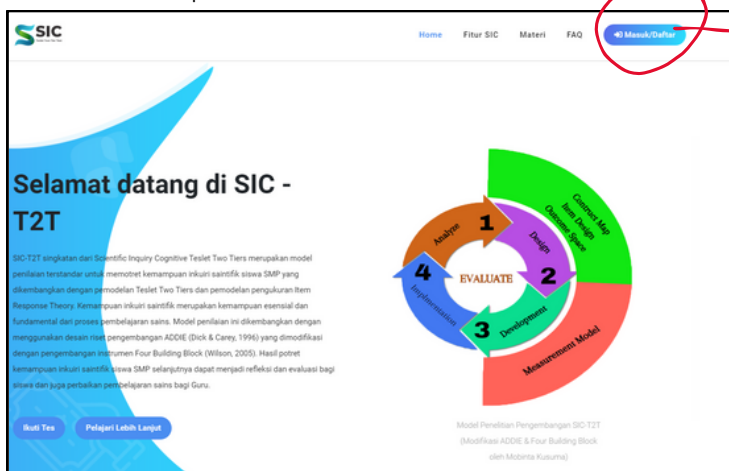 SIC
Home Fitur SIC Materi FAQ Masuk/Daftar
Selamat datang di SIC -
T2T
SIC-T2T singkatan dari Scientific Inquiry Cognitive Teslet Two Tiers merupakan model
penilaian terstandar untuk memotret kemampuan inkuiri saintifik siswa SMP yang
dikembangkan dengan pemodelan Teslet Two Tiers dan pemodelan pengukuran Item
Response Theory. Kemampuan inkuiri saintifik merupakan kemampuan esensial dan
fundamental dari proses pembelajaran sains. Model penilaian ini dikembangkan dengan
menggunakan desain riset pengembangan ADDIE (Dick & Carey, 1996) yang dimodifikasi
dengan pengembangan instrumen Four Building Block (Wilson, 2005). Hasil potret
kemampuan inkuiri saintifik siswa SMP selanjutnya dapat menjadi refleksi dan evaluasi bagi
siswa dan juga perbaikan pembelajaran sains bagi Guru.
Ikuti Tes Pelajari Lebih Lanjut
Construct Map
Item Design
Outcome Space
Analyze 1
Design 2
EVALUATE
4 Implmentation
3 Development
Measurement Model
Model Penelitian Pengembangan SIC-T2T
(Modifikasi ADDIE & Four Building Block
oleh Mobinta Kusuma)